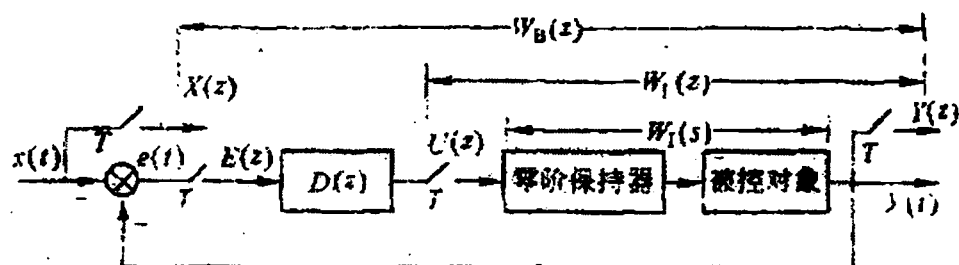 W_B(z)
X(z)
W_1(z)
Y(z)
T
U(z)
W_1(s)
T
x(t)
e(t)
E(z)
D(z)
零阶保持器
被控对象
T
T
y(t)